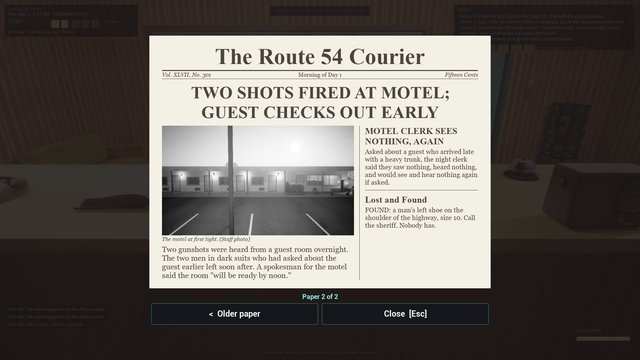 The Route 54 Courier
Vol. XLVII, No. 301
Morning of Day 1
Fifteen Cents
TWO SHOTS FIRED AT MOTEL;
GUEST CHECKS OUT EARLY
The motel at first light. (Staff photo)
Two gunshots were heard from a guest room overnight.
The two men in dark suits who had asked about the
guest earlier left soon after. A spokesman for the motel
said the room "will be ready by noon."
MOTEL CLERK SEES
NOTHING, AGAIN
Asked about a guest who arrived late
with a heavy trunk, the night clerk
said they saw nothing, heard nothing,
and would see and hear nothing again
if asked.
Lost and Found
FOUND: a man's left shoe on the
shoulder of the highway, size 10. Call
the sheriff. Nobody has.
Paper 2 of 2
< Older paper
Close [Esc]